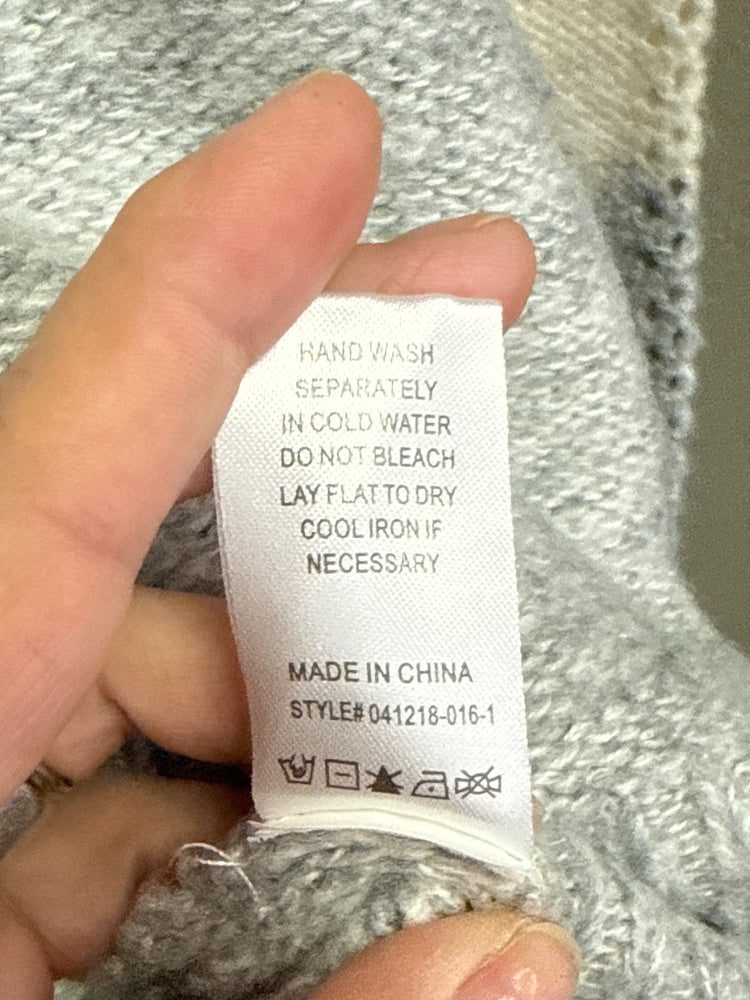 HAND WASH
SEPARATELY
IN COLD WATER
DO NOT BLEACH
LAY FLAT TO DRY
COOL IRON IF
NECESSARY
MADE IN CHINA
STYLE# 041218-016-1